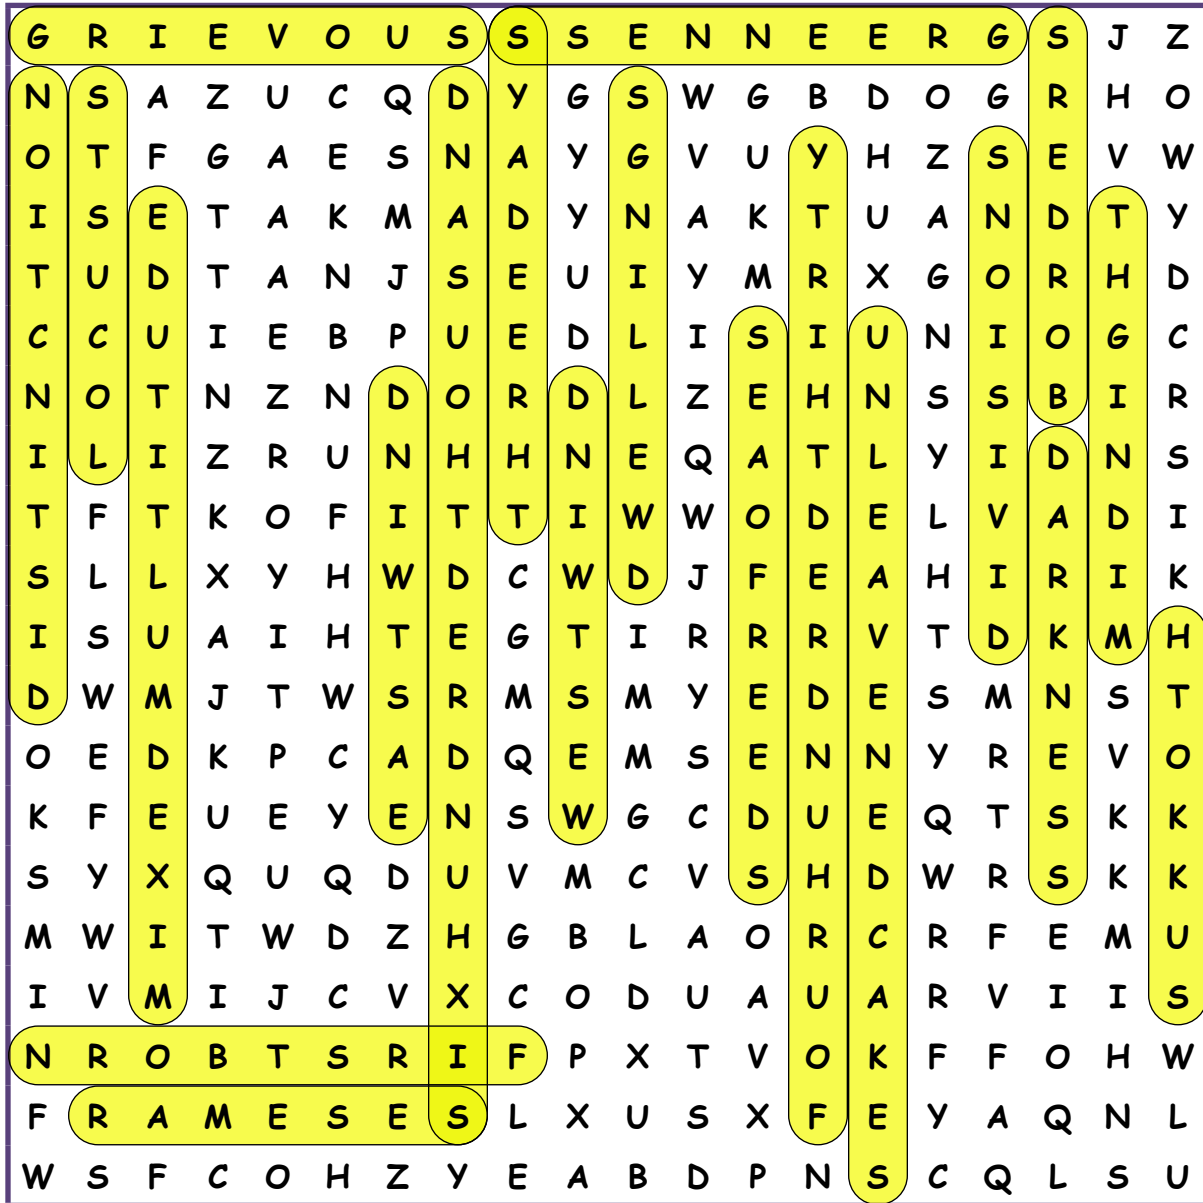 G R I E V O U S S S E N N E E R G S J Z
N S A Z U C Q D Y G S W G B D O G R H O
O T F G A E S N A Y G V U Y H Z S E V W
I S E T A K M A D Y N A K T U A N D T Y
T U D T A N J S E U I Y M R X G O R H D
C C U I E B P U E D L I S I U N I O G C
N O T N Z N D O R D L Z E H N S S B I R
I L I Z R U N H H N E Q A T L Y I D N S
T F T K O F I T T I W W O D E L V A D I
S L L X Y H W D C W D J F E A H I R I K
I S U A I H T E G T I R R R V T D K M H
D W M J T W S R M S M Y E D E S M N S T
O E D K P C A D Q E M S E N N Y R E V O
K F E U E Y E N S W G C D U E Q T S K K
S Y X Q U Q D U V M C V S H D W R S K K
M W I T W D Z H G B L A O R C R F E M U
I V M I J C V X C O D U A U A R V I I S
N R O B T S R I F P X T V O K F F O H W
F R A M E S E S L X U S X F E Y A Q N L
W S F C O H Z Y E A B D P N S C Q L S U